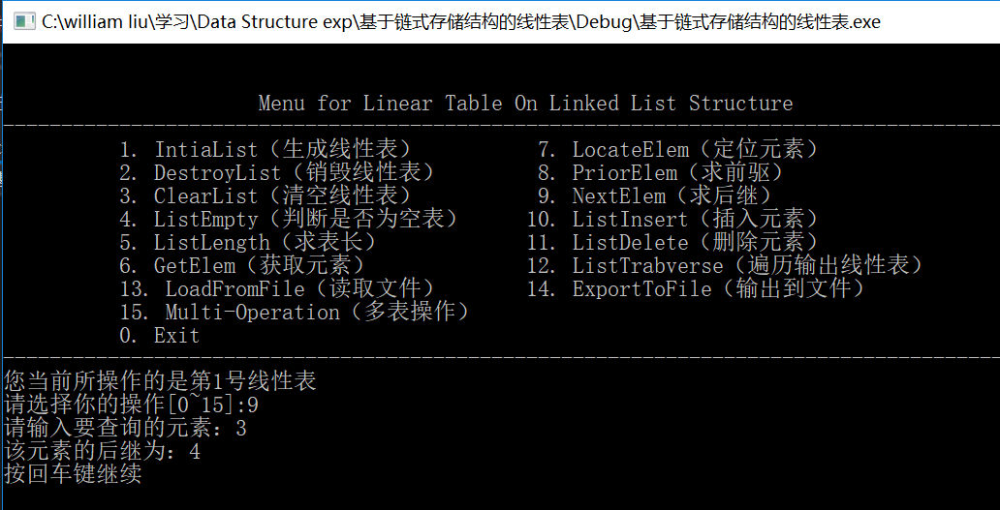 C:\william liu\学习\Data Structure exp\基于链式存储结构的线性表\Debug\基于链式存储结构的线性表.exe
Menu for Linear Table On Linked List Structure
1. IntiaList（生成线性表） 7. LocateElem（定位元素）
2. DestroyList（销毁线性表） 8. PriorElem（求前驱）
3. ClearList（清空线性表） 9. NextElem（求后继）
4. ListEmpty（判断是否为空表） 10. ListInsert（插入元素）
5. ListLength（求表长） 11. ListDelete（删除元素）
6. GetElem（获取元素） 12. ListTrabverse（遍历输出线性表）
13. LoadFromFile（读取文件） 14. ExportToFile（输出到文件）
15. Multi-Operation（多表操作）
0. Exit
您当前所操作的是第1号线性表
请选择你的操作[0~15]:9
请输入要查询的元素：3
该元素的后继为：4
按回车键继续